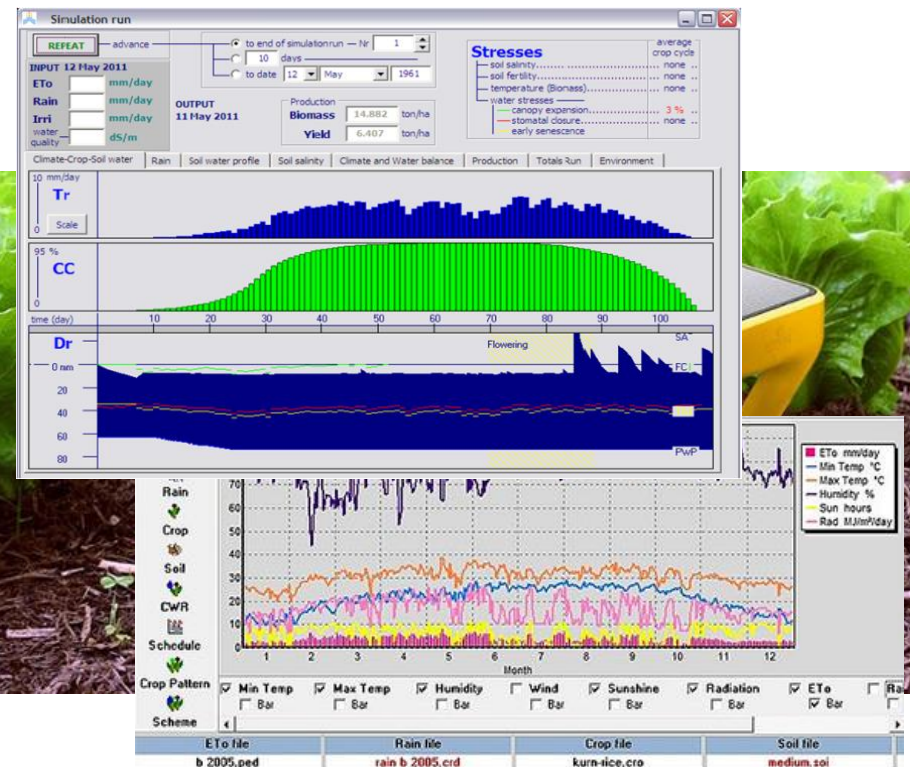 Simulation run
REPEAT advance to end of simulation run — Nr 1
10 days
to date 12 May 1961
INPUT 12 May 2011
ETo mm/day
Rain mm/day
Irri mm/day
water quality dS/m
OUTPUT
11 May 2011
Production
Biomass 14.882 ton/ha
Yield 6.407 ton/ha
Stresses
average
crop cycle
soil salinity none
soil fertility none
temperature (Biomass) none
water stresses
canopy expansion 3 %
stomatal closure none
early senescence
Climate-Crop-Soil water Rain Soil water profile Soil salinity Climate and Water balance Production Totals Run Environment
10 mm/day
Tr
Scale
0
95 %
CC
0
time (day) 10 20 30 40 50 60 70 80 90 100
Dr
Flowering
0 mm
FC
20
40
60
PWP
80
Rain
Crop
Soil
CWR
Schedule
Crop Pattern
Scheme
70
60
50
40
30
20
10
0
1 2 3 4 5 6 7 8 9 10 11 12
Month
ETo mm/day
Min Temp °C
Max Temp °C
Humidity %
Sun hours
Rad MJ/m²/day
Min Temp Max Temp Humidity Wind Sunshine Radiation ETo Ra
Bar Bar Bar Bar Bar Bar Bar
ETo file Rain file Crop file Soil file
b 2005.ped rain b 2005.crd kurn-rice.cro medium.soi